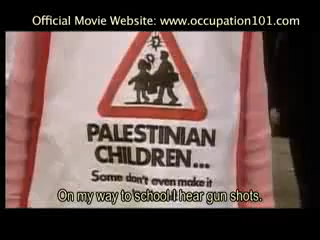 Official Movie Website: www.occupation101.com
PALESTINIAN
CHILDREN...
Some don't even make it
On my way to school I hear gun shots.